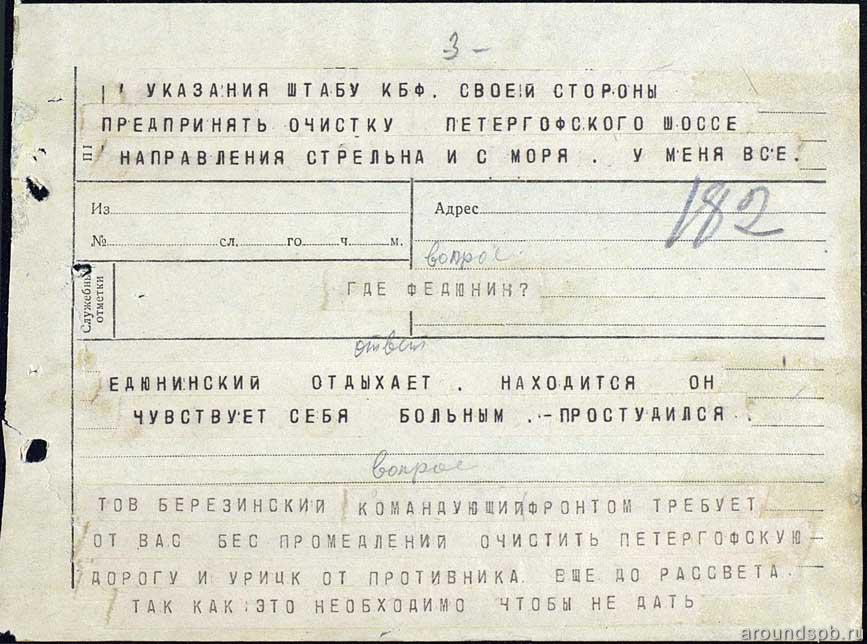 3 -
УКАЗАНИЯ ШТАБУ КБФ. СВОЕЙ СТОРОНЫ
ПРЕДПРИНЯТЬ ОЧИСТКУ ПЕТЕРГОФСКОГО ШОССЕ
НАПРАВЛЕНИЯ СТРЕЛЬНА И С МОРЯ . У МЕНЯ ВСЕ.
Из
Адрес
182
№ сл. го ч. м.
вопрос
Служебные отметки
ГДЕ ФЕДЮНИН?
ответ
ЕДЮНИНСКИЙ ОТДЫХАЕТ . НАХОДИТСЯ ОН
ЧУВСТВУЕТ СЕБЯ БОЛЬНЫМ .-ПРОСТУДИЛСЯ .
вопрос
ТОВ БЕРЕЗИНСКИЙ КОМАНДУЮЩИЙ ФРОНТОМ ТРЕБУЕТ
ОТ ВАС БЕС ПРОМЕДЛЕНИЙ ОЧИСТИТЬ ПЕТЕРГОФСКУЮ
ДОРОГУ И УРИЦК ОТ ПРОТИВНИКА ЕЩЕ ДО РАССВЕТА.
ТАК КАК ЭТО НЕОБХОДИМО ЧТОБЫ НЕ ДАТЬ